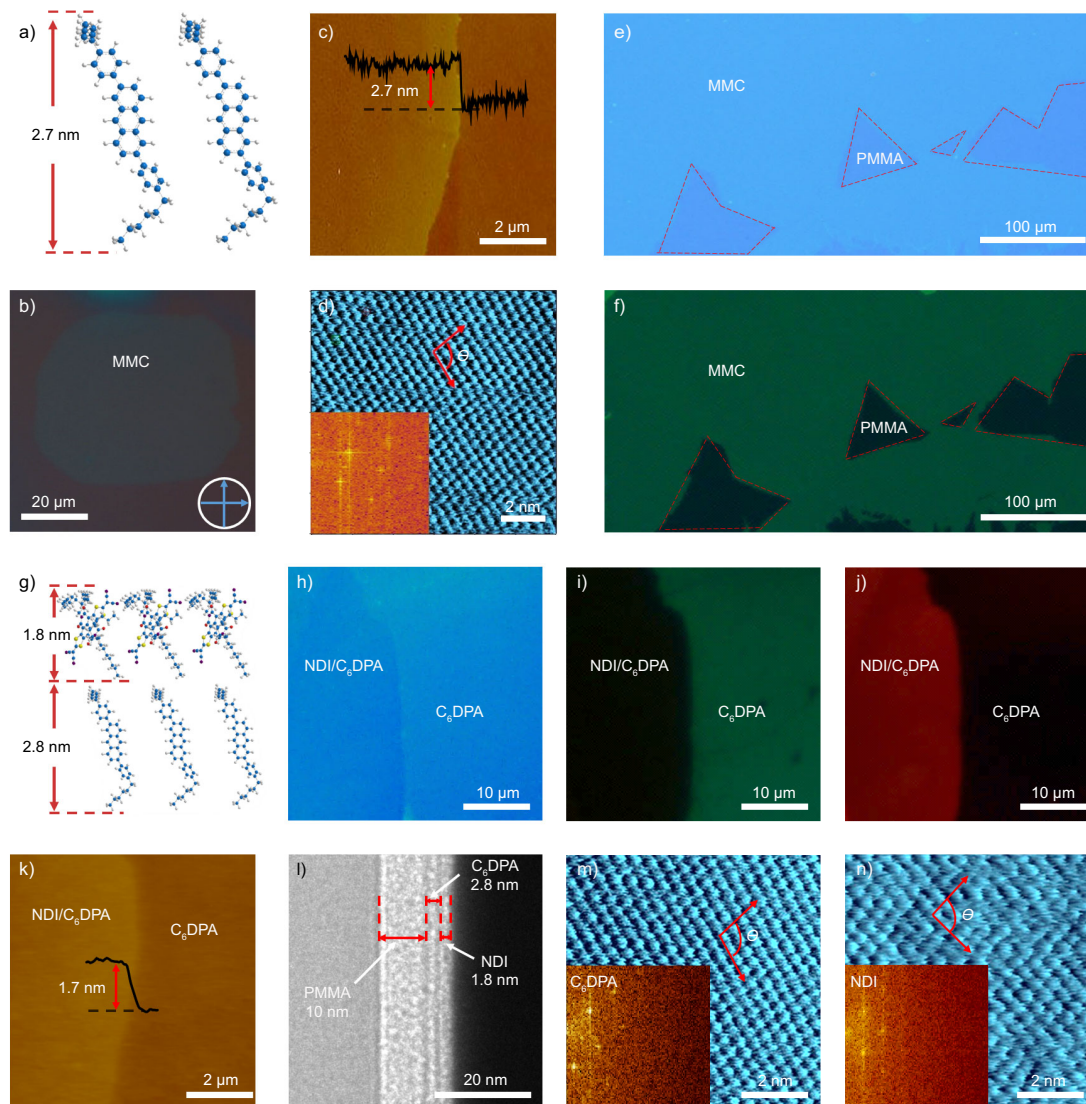 a)
2.7 nm
b)
MMC
20 µm
c)
2.7 nm
2 µm
d)
Θ
2 nm
e)
MMC
PMMA
100 µm
f)
MMC
PMMA
100 µm
g)
1.8 nm
2.8 nm
h)
NDI/C₆DPA
C₆DPA
10 µm
i)
NDI/C₆DPA
C₆DPA
10 µm
j)
NDI/C₆DPA
C₆DPA
10 µm
k)
NDI/C₆DPA
C₆DPA
1.7 nm
2 µm
l)
C₆DPA
2.8 nm
NDI
1.8 nm
PMMA
10 nm
20 nm
m)
Θ
C₆DPA
2 nm
n)
Θ
NDI
2 nm